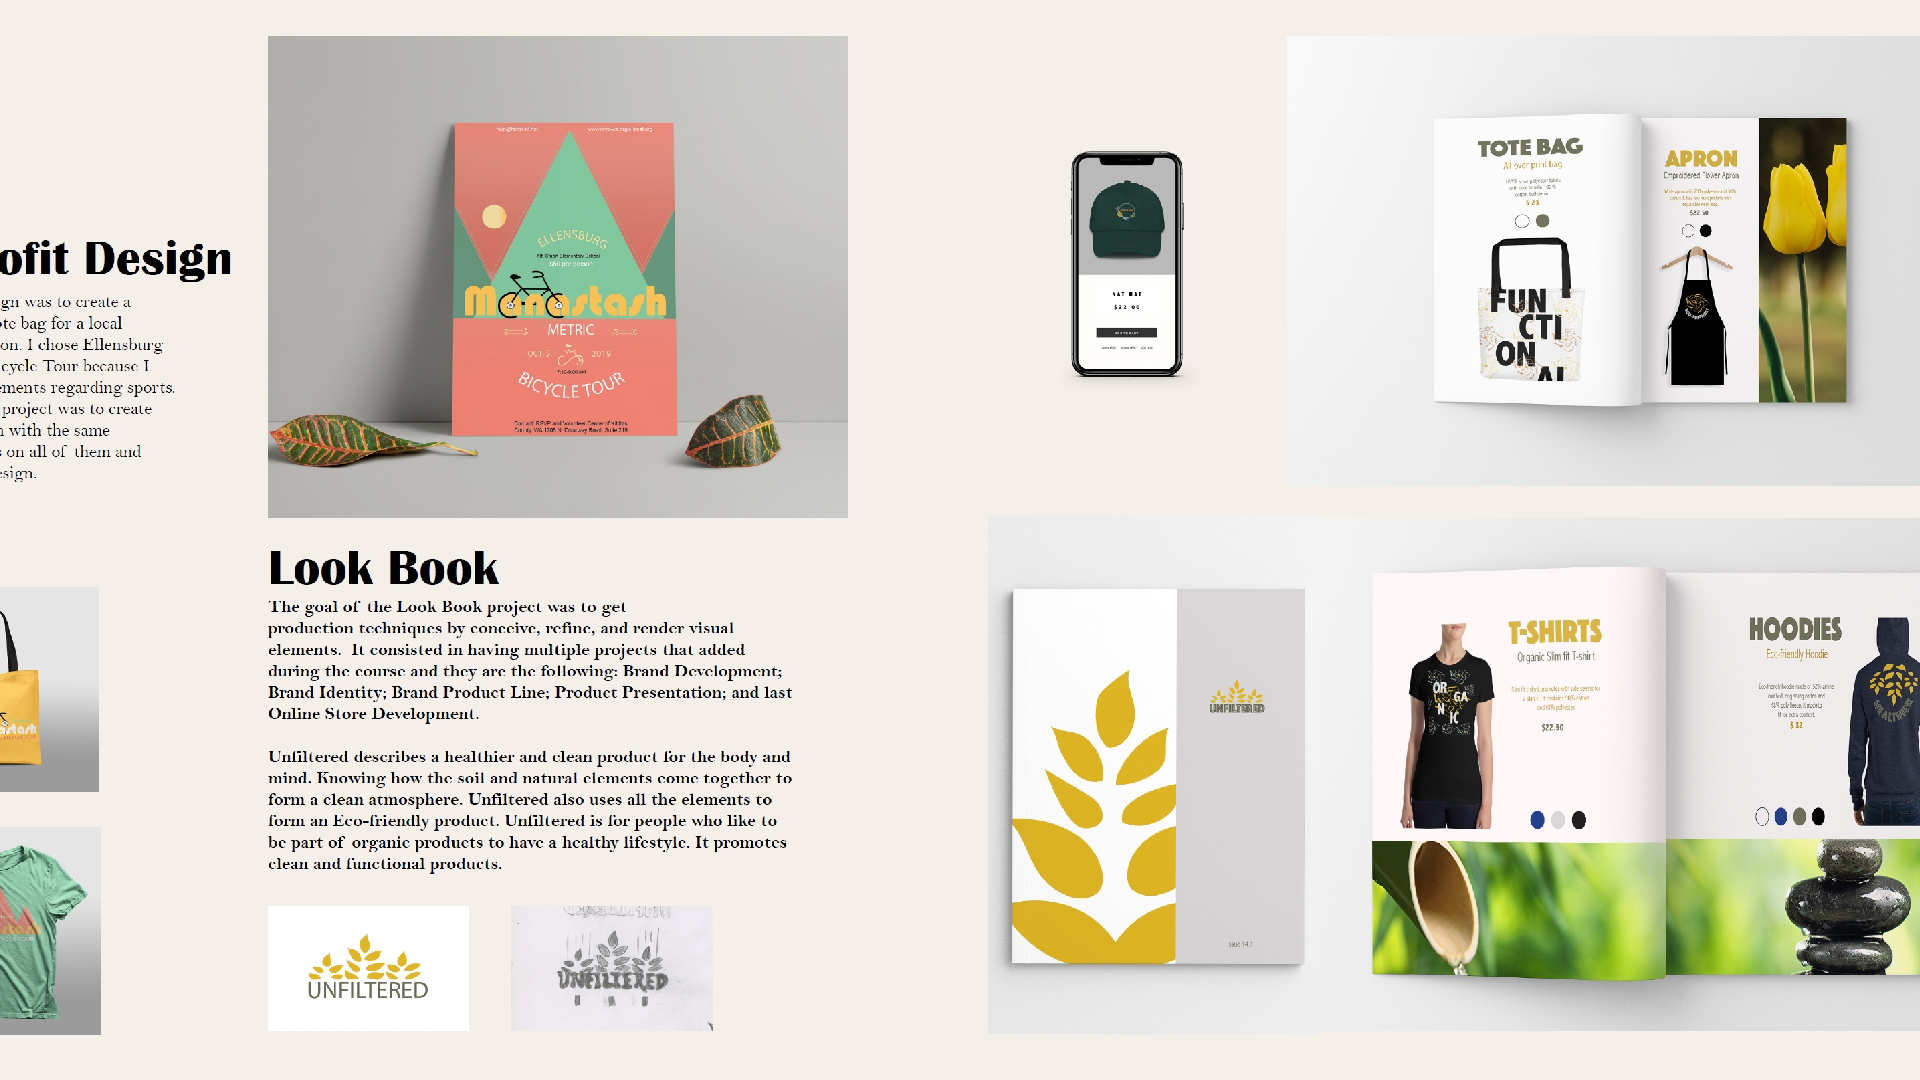 ofit Design
gn was to create a
ote bag for a local
on. I chose Ellensburg
cycle Tour because I
ements regarding sports.
project was to create
n with the same
s on all of them and
esign.
ELLENSBURG
$60 per person
Manastash
METRIC
OCT.5 2019
BICYCLE TOUR
Look Book
The goal of the Look Book project was to get
production techniques by conceive, refine, and render visual
elements. It consisted in having multiple projects that added
during the course and they are the following: Brand Development;
Brand Identity; Brand Product Line; Product Presentation; and last
Online Store Development.
Unfiltered describes a healthier and clean product for the body and
mind. Knowing how the soil and natural elements come together to
form a clean atmosphere. Unfiltered also uses all the elements to
form an Eco-friendly product. Unfiltered is for people who like to
be part of organic products to have a healthy lifestyle. It promotes
clean and functional products.
UNFILTERED
UNFILTERED
TOTE BAG
All over print bag
$ 23
FUN
CTI
ON
AL
APRON
Embroidered Flower Apron
$22.50
UNFILTERED
Issue 14.1
T-SHIRTS
Organic Slim fit T-shirt
$22.50
OR
GA
N IC
HOODIES
Eco-friendly Hoodie
$ 32